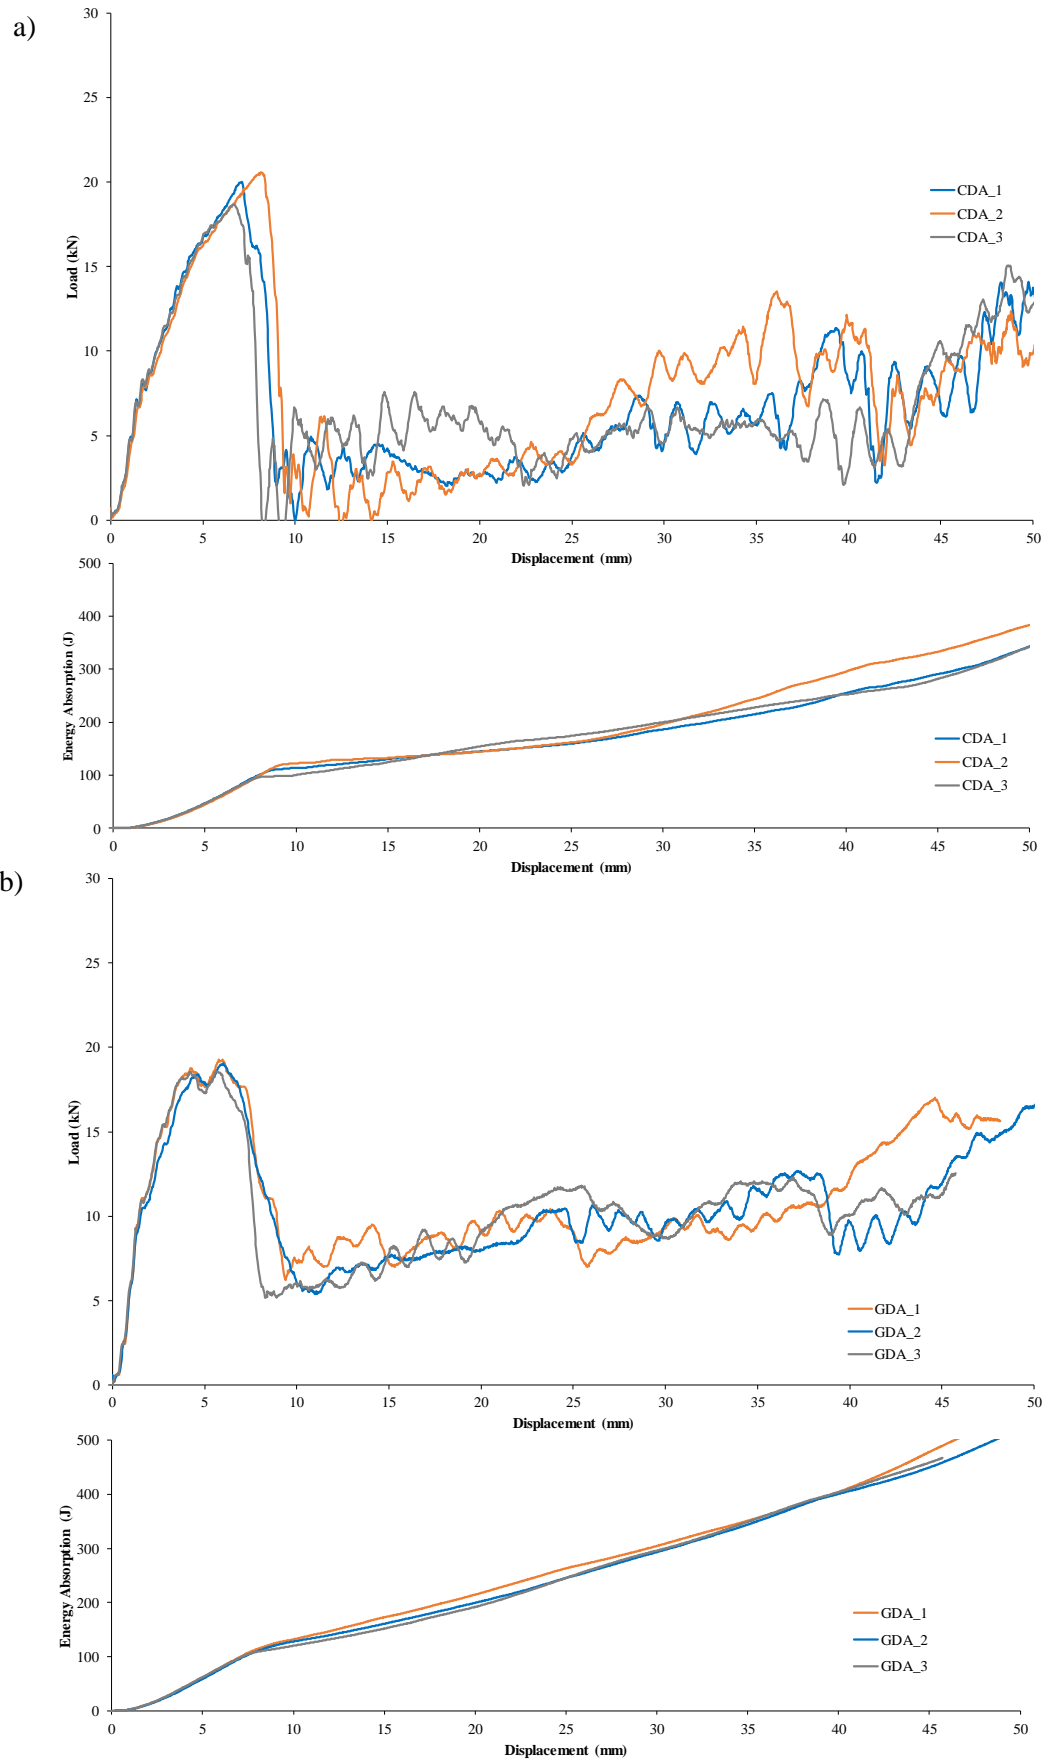 a)
30
25
20
15
10
5
0
Load (kN)
CDA_1
CDA_2
CDA_3
0 5 10 15 20 25 30 35 40 45 50
Displacement (mm)
500
400
300
200
100
0
Energy Absorption (J)
CDA_1
CDA_2
CDA_3
0 5 10 15 20 25 30 35 40 45 50
Displacement (mm)
b)
30
25
20
15
10
5
0
Load (kN)
GDA_1
GDA_2
GDA_3
0 5 10 15 20 25 30 35 40 45 50
Displacement (mm)
500
400
300
200
100
0
Energy Absorption (J)
GDA_1
GDA_2
GDA_3
0 5 10 15 20 25 30 35 40 45 50
Displacement (mm)